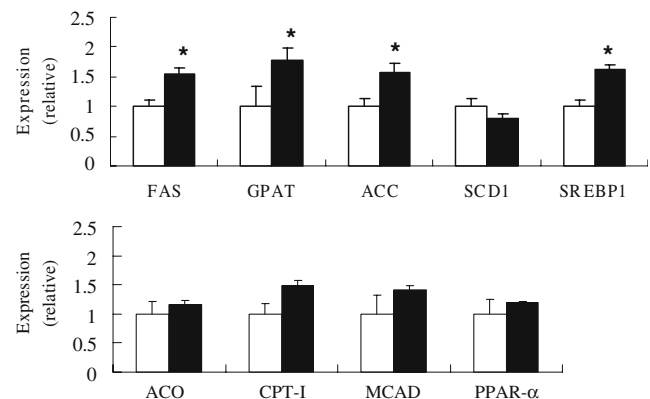 Expression
(relative)
2.5
2
1.5
1
0.5
0
* * * *
FAS GPAT ACC SCD1 SREBP1
Expression
(relative)
2.5
2
1.5
1
0.5
0
ACO CPT-I MCAD PPAR-α